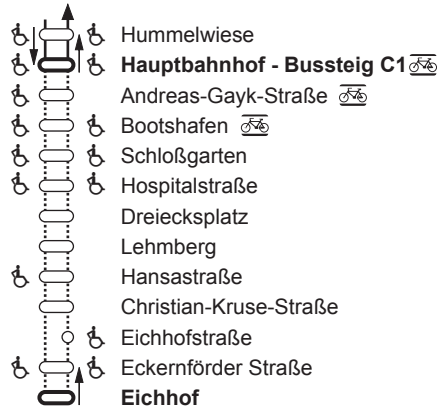 Hummelwiese
Hauptbahnhof - Bussteig C1
Andreas-Gayk-Straße
Bootshafen
Schloßgarten
Hospitalstraße
Dreiecksplatz
Lehmberg
Hansastraße
Christian-Kruse-Straße
Eichhofstraße
Eckernförder Straße
Eichhof